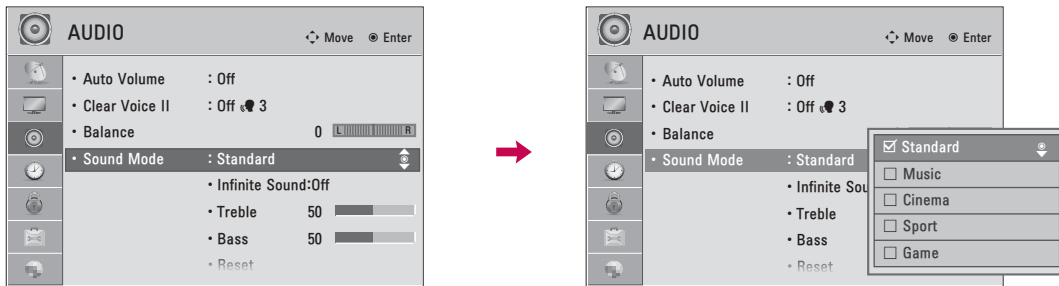 AUDIO Move Enter
• Auto Volume : Off
• Clear Voice II : Off 3
• Balance 0 L R
• Sound Mode : Standard
• Infinite Sound:Off
• Treble 50
• Bass 50
• Reset
AUDIO Move Enter
• Auto Volume : Off
• Clear Voice II : Off 3
• Balance
• Sound Mode : Standard
• Infinite Sou
• Treble
• Bass
• Reset
☑ Standard
☐ Music
☐ Cinema
☐ Sport
☐ Game